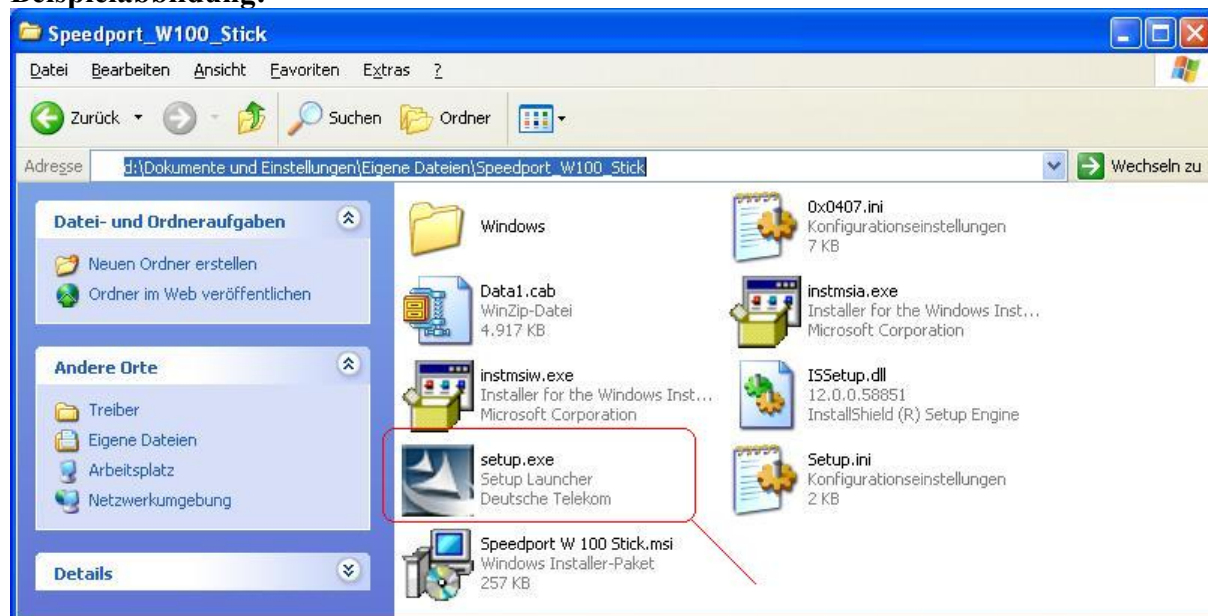 Beispielabbildung:
Speedport_W100_Stick
Datei Bearbeiten Ansicht Favoriten Extras ?
Zurück Suchen Ordner
Adresse d:\Dokumente und Einstellungen\Eigene Dateien\Speedport_W100_Stick Wechseln zu
Datei- und Ordneraufgaben
Neuen Ordner erstellen
Ordner im Web veröffentlichen
Andere Orte
Treiber
Eigene Dateien
Arbeitsplatz
Netzwerkumgebung
Details
Windows
0x0407.ini
Konfigurationseinstellungen
7 KB
Data1.cab
WinZip-Datei
4.917 KB
instmsia.exe
Installer for the Windows Inst...
Microsoft Corporation
instmsiw.exe
Installer for the Windows Inst...
Microsoft Corporation
ISSetup.dll
12.0.0.58851
InstallShield (R) Setup Engine
setup.exe
Setup Launcher
Deutsche Telekom
Setup.ini
Konfigurationseinstellungen
2 KB
Speedport W 100 Stick.msi
Windows Installer-Paket
257 KB